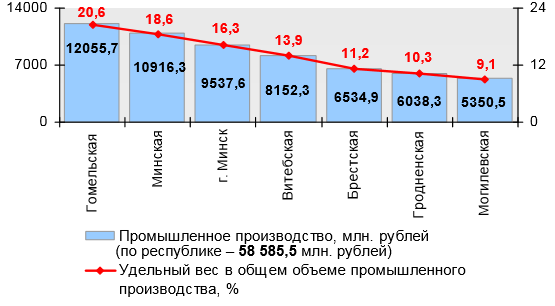 14000
24
20,6
18,6
16,3
13,9
11,2
10,3
9,1
7000
12
12055,7
10916,3
9537,6
8152,3
6534,9
6038,3
5350,5
0
0
Гомельская
Минская
г. Минск
Витебская
Брестская
Гродненская
Могилевская
Промышленное производство, млн. рублей
(по республике – 58 585,5 млн. рублей)
Удельный вес в общем объеме промышленного
производства, %